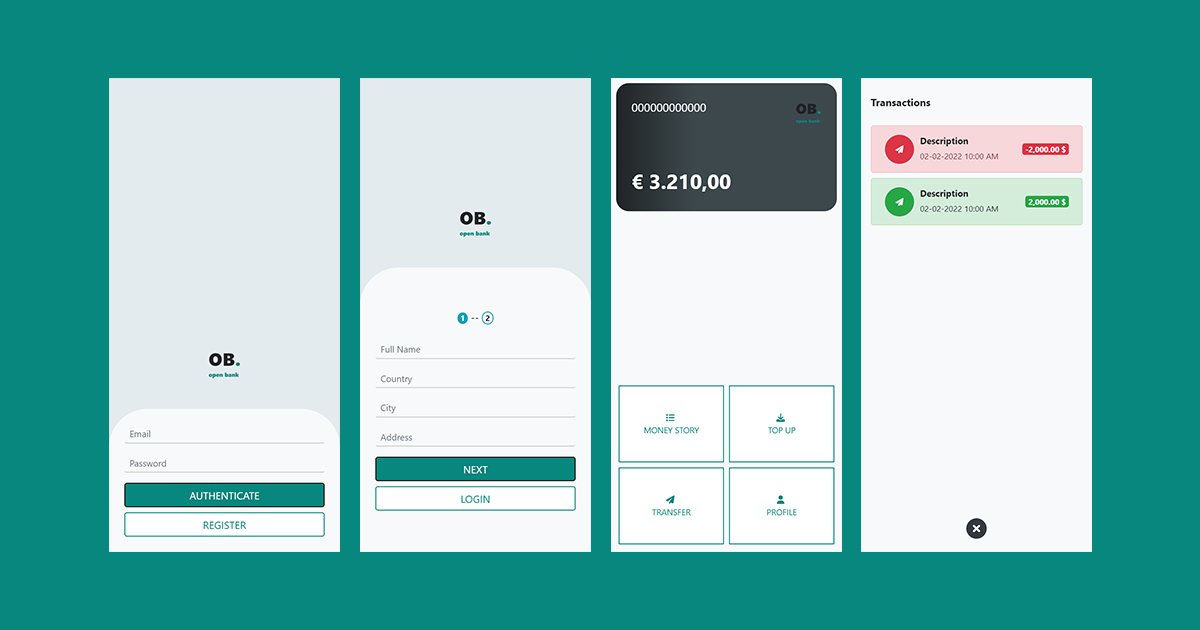 OB.
open bank
Email
Password
AUTHENTICATE
REGISTER
OB.
open bank
1 -- 2
Full Name
Country
City
Address
NEXT
LOGIN
000000000000
OB.
open bank
€ 3.210,00
MONEY STORY
TOP UP
TRANSFER
PROFILE
Transactions
Description
02-02-2022 10:00 AM
-2,000.00 $
Description
02-02-2022 10:00 AM
2,000.00 $